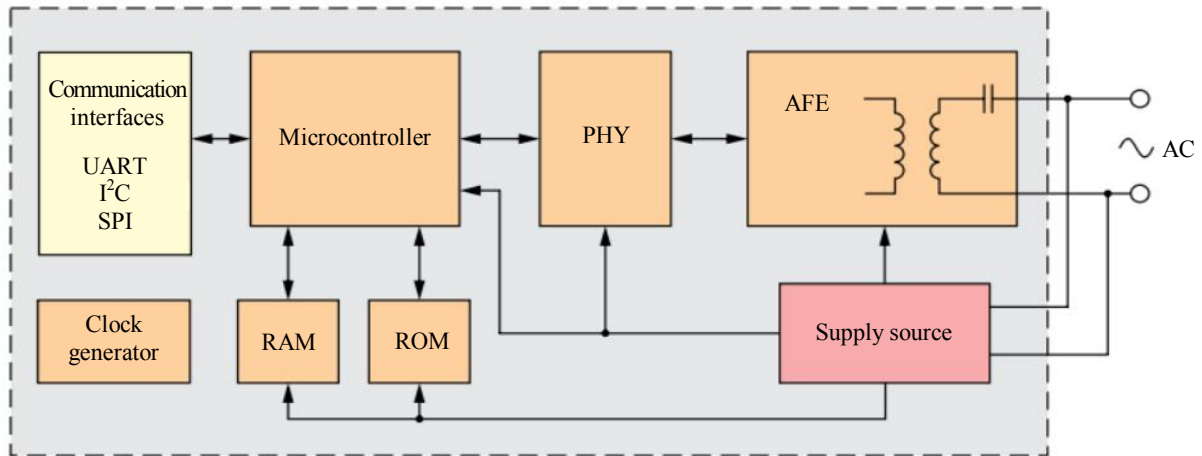 Communication
interfaces
UART
I²C
SPI
Microcontroller
PHY
AFE
AC
Clock
generator
RAM
ROM
Supply source